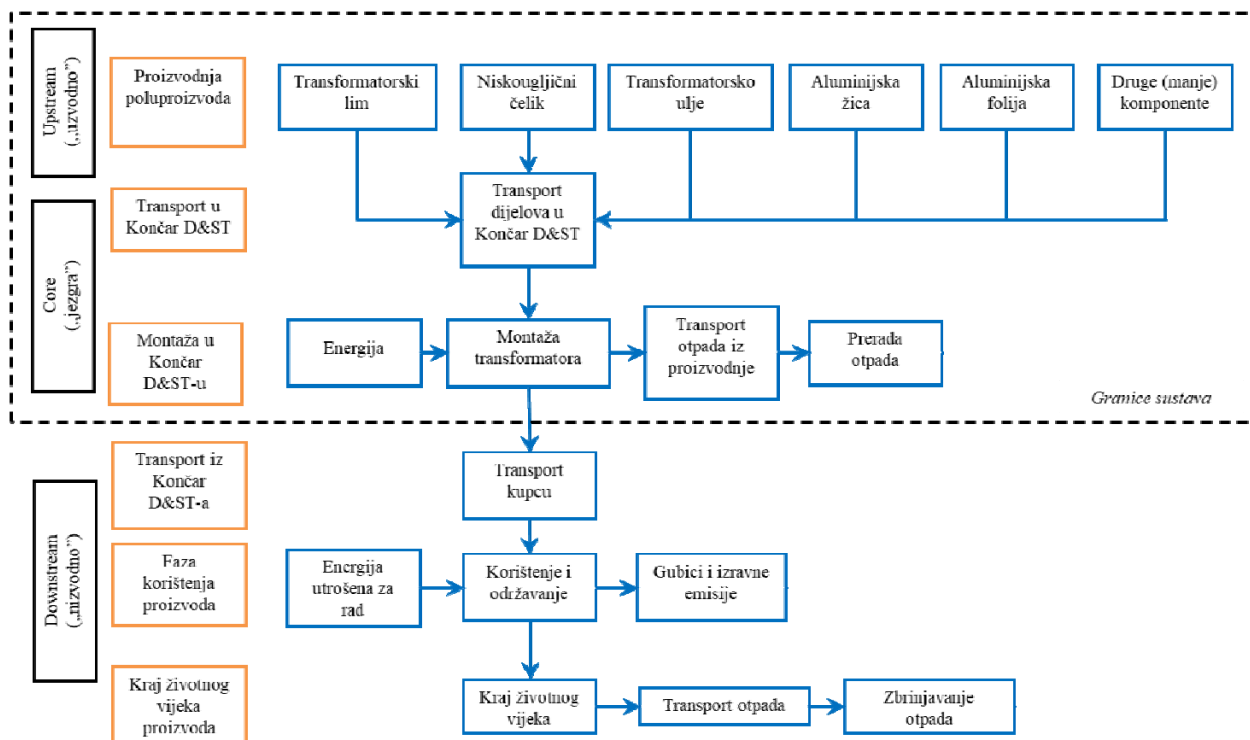 Upstream
(„uzvodno”)
Proizvodnja
poluproizvoda
Transformatorski
lim
Niskougljični
čelik
Transformatorsko
ulje
Aluminijska
žica
Aluminijska
folija
Druge (manje)
komponente
Core
(„jezgra”)
Transport u
Končar D&ST
Transport
dijelova u
Končar D&ST
Montaža u
Končar
D&ST-u
Energija
Montaža
transformatora
Transport
otpada iz
proizvodnje
Prerada
otpada
Granice sustava
Downstream
(„nizvodno”)
Transport iz
Končar
D&ST-a
Transport
kupcu
Faza
korištenja
proizvoda
Energija
utrošena za
rad
Korištenje i
održavanje
Gubici i izravne
emisije
Kraj životnog
vijeka
proizvoda
Kraj životnog
vijeka
Transport otpada
Zbrinjavanje
otpada